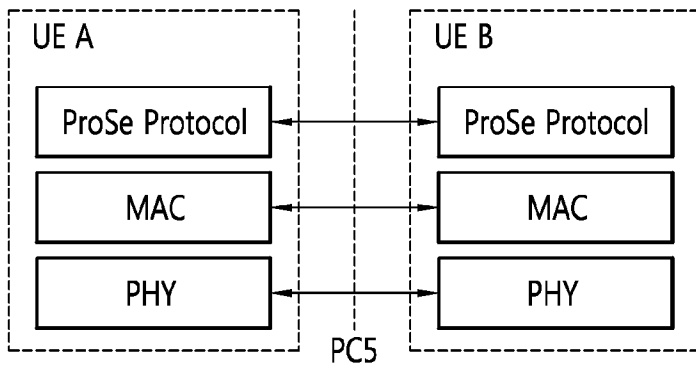 UE A
UE B
ProSe Protocol
ProSe Protocol
MAC
MAC
PHY
PHY
PC5